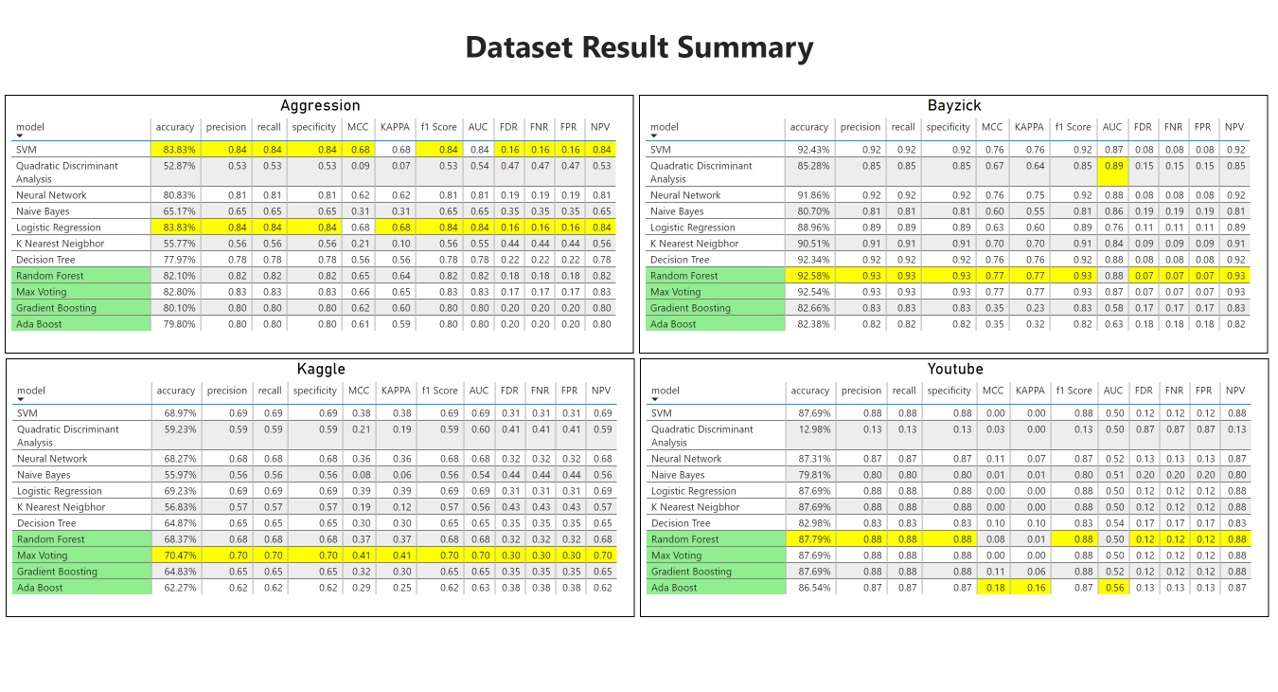 Dataset Result Summary
Aggression
model accuracy precision recall specificity MCC KAPPA f1 Score AUC FDR FNR FPR NPV
SVM 83.83% 0.84 0.84 0.84 0.68 0.68 0.84 0.84 0.16 0.16 0.16 0.84
Quadratic Discriminant 52.87% 0.53 0.53 0.53 0.09 0.07 0.53 0.54 0.47 0.47 0.47 0.53
Analysis
Neural Network 80.83% 0.81 0.81 0.81 0.62 0.62 0.81 0.81 0.19 0.19 0.19 0.81
Naive Bayes 65.17% 0.65 0.65 0.65 0.31 0.31 0.65 0.65 0.35 0.35 0.35 0.65
Logistic Regression 83.83% 0.84 0.84 0.84 0.68 0.68 0.84 0.84 0.16 0.16 0.16 0.84
K Nearest Neigbhor 55.77% 0.56 0.56 0.56 0.21 0.10 0.56 0.55 0.44 0.44 0.44 0.56
Decision Tree 77.97% 0.78 0.78 0.78 0.56 0.56 0.78 0.78 0.22 0.22 0.22 0.78
Random Forest 82.10% 0.82 0.82 0.82 0.65 0.64 0.82 0.82 0.18 0.18 0.18 0.82
Max Voting 82.80% 0.83 0.83 0.83 0.66 0.65 0.83 0.83 0.17 0.17 0.17 0.83
Gradient Boosting 80.10% 0.80 0.80 0.80 0.62 0.60 0.80 0.80 0.20 0.20 0.20 0.80
Ada Boost 79.80% 0.80 0.80 0.80 0.61 0.59 0.80 0.80 0.20 0.20 0.20 0.80
Bayzick
model accuracy precision recall specificity MCC KAPPA f1 Score AUC FDR FNR FPR NPV
SVM 92.43% 0.92 0.92 0.92 0.76 0.76 0.92 0.87 0.08 0.08 0.08 0.92
Quadratic Discriminant 85.28% 0.85 0.85 0.85 0.67 0.64 0.85 0.89 0.15 0.15 0.15 0.85
Analysis
Neural Network 91.86% 0.92 0.92 0.92 0.76 0.75 0.92 0.88 0.08 0.08 0.08 0.92
Naive Bayes 80.70% 0.81 0.81 0.81 0.60 0.55 0.81 0.86 0.19 0.19 0.19 0.81
Logistic Regression 88.96% 0.89 0.89 0.89 0.63 0.60 0.89 0.76 0.11 0.11 0.11 0.89
K Nearest Neigbhor 90.51% 0.91 0.91 0.91 0.70 0.70 0.91 0.84 0.09 0.09 0.09 0.91
Decision Tree 92.34% 0.92 0.92 0.92 0.76 0.76 0.92 0.88 0.08 0.08 0.08 0.92
Random Forest 92.58% 0.93 0.93 0.93 0.77 0.77 0.93 0.88 0.07 0.07 0.07 0.93
Max Voting 92.54% 0.93 0.93 0.93 0.77 0.77 0.93 0.87 0.07 0.07 0.07 0.93
Gradient Boosting 82.66% 0.83 0.83 0.83 0.35 0.23 0.83 0.58 0.17 0.17 0.17 0.83
Ada Boost 82.38% 0.82 0.82 0.82 0.35 0.32 0.82 0.63 0.18 0.18 0.18 0.82
Kaggle
model accuracy precision recall specificity MCC KAPPA f1 Score AUC FDR FNR FPR NPV
SVM 68.97% 0.69 0.69 0.69 0.38 0.38 0.69 0.69 0.31 0.31 0.31 0.69
Quadratic Discriminant 59.23% 0.59 0.59 0.59 0.21 0.19 0.59 0.60 0.41 0.41 0.41 0.59
Analysis
Neural Network 68.27% 0.68 0.68 0.68 0.36 0.36 0.68 0.68 0.32 0.32 0.32 0.68
Naive Bayes 55.97% 0.56 0.56 0.56 0.08 0.06 0.56 0.54 0.44 0.44 0.44 0.56
Logistic Regression 69.23% 0.69 0.69 0.69 0.39 0.39 0.69 0.69 0.31 0.31 0.31 0.69
K Nearest Neigbhor 56.83% 0.57 0.57 0.57 0.19 0.12 0.57 0.56 0.43 0.43 0.43 0.57
Decision Tree 64.87% 0.65 0.65 0.65 0.30 0.30 0.65 0.65 0.35 0.35 0.35 0.65
Random Forest 68.37% 0.68 0.68 0.68 0.37 0.37 0.68 0.68 0.32 0.32 0.32 0.68
Max Voting 70.47% 0.70 0.70 0.70 0.41 0.41 0.70 0.70 0.30 0.30 0.30 0.70
Gradient Boosting 64.83% 0.65 0.65 0.65 0.32 0.30 0.65 0.65 0.35 0.35 0.35 0.65
Ada Boost 62.27% 0.62 0.62 0.62 0.29 0.25 0.62 0.63 0.38 0.38 0.38 0.62
Youtube
model accuracy precision recall specificity MCC KAPPA f1 Score AUC FDR FNR FPR NPV
SVM 87.69% 0.88 0.88 0.88 0.00 0.00 0.88 0.50 0.12 0.12 0.12 0.88
Quadratic Discriminant 12.98% 0.13 0.13 0.13 0.03 0.00 0.13 0.50 0.87 0.87 0.87 0.13
Analysis
Neural Network 87.31% 0.87 0.87 0.87 0.11 0.07 0.87 0.52 0.13 0.13 0.13 0.87
Naive Bayes 79.81% 0.80 0.80 0.80 0.01 0.01 0.80 0.51 0.20 0.20 0.20 0.80
Logistic Regression 87.69% 0.88 0.88 0.88 0.00 0.00 0.88 0.50 0.12 0.12 0.12 0.88
K Nearest Neigbhor 87.69% 0.88 0.88 0.88 0.00 0.00 0.88 0.50 0.12 0.12 0.12 0.88
Decision Tree 82.98% 0.83 0.83 0.83 0.10 0.10 0.83 0.54 0.17 0.17 0.17 0.83
Random Forest 87.79% 0.88 0.88 0.88 0.08 0.01 0.88 0.50 0.12 0.12 0.12 0.88
Max Voting 87.69% 0.88 0.88 0.88 0.00 0.00 0.88 0.50 0.12 0.12 0.12 0.88
Gradient Boosting 87.69% 0.88 0.88 0.88 0.11 0.06 0.88 0.52 0.12 0.12 0.12 0.88
Ada Boost 86.54% 0.87 0.87 0.87 0.18 0.16 0.87 0.56 0.13 0.13 0.13 0.87